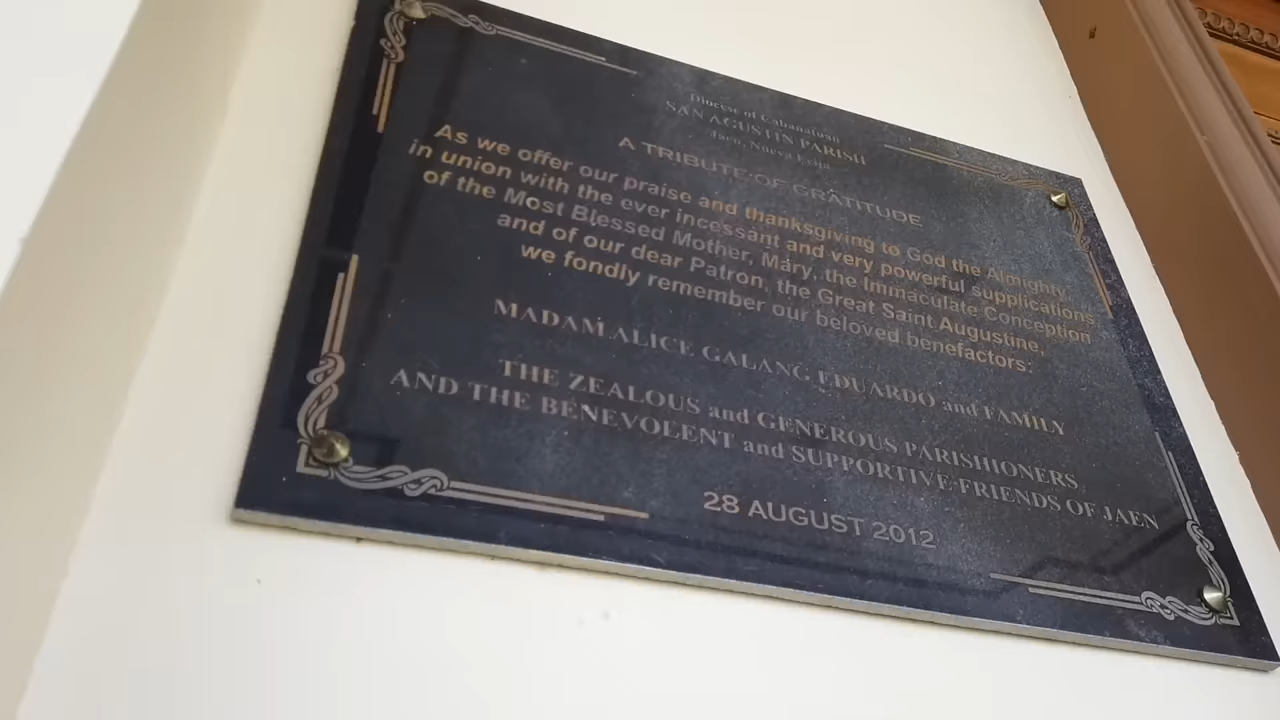 Diocese of Cabanatuan
SAN AGUSTIN PARISH
Jaen, Nueva Ecija
A TRIBUTE OF GRATITUDE
As we offer our praise and thanksgiving to God the Almighty,
in union with the ever incessant and very powerful supplications
of the Most Blessed Mother, Mary, the Immaculate Conception
and of our dear Patron, the Great Saint Augustine,
we fondly remember our beloved benefactors:
MADAM ALICE GALANG EDUARDO and FAMILY
THE ZEALOUS and GENEROUS PARISHIONERS
AND THE BENEVOLENT and SUPPORTIVE FRIENDS OF JAEN
28 AUGUST 2012